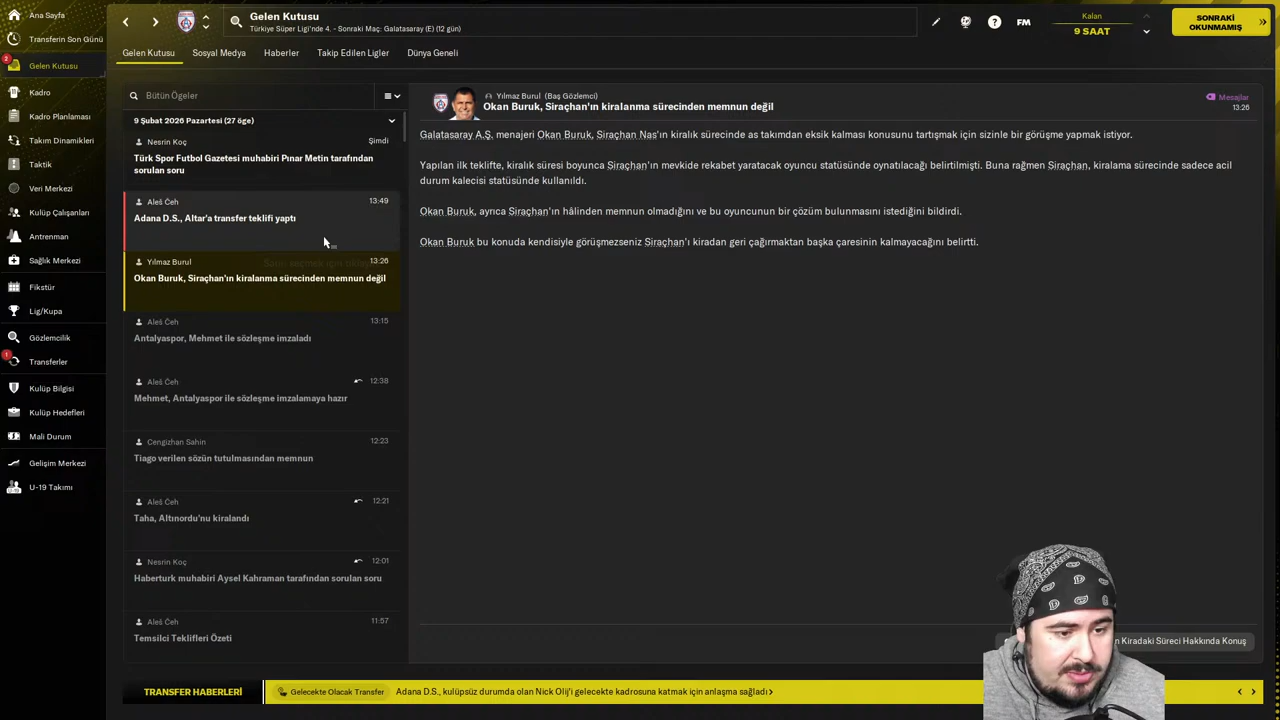 Ana Sayfa
Transferin Son Günü
2
Gelen Kutusu
Kadro
Kadro Planlaması
Takım Dinamikleri
Taktik
Veri Merkezi
Kulüp Çalışanları
Antrenman
Sağlık Merkezi
Fikstür
Lig/Kupa
Gözlemcilik
1
Transferler
Kulüp Bilgisi
Kulüp Hedefleri
Mali Durum
Gelişim Merkezi
U-19 Takımı
Gelen Kutusu
Türkiye Süper Ligi'nde 4. - Sonraki Maç: Galatasaray (E) (12 gün)
FM
Kalan
9 SAAT
SONRAKİ
OKUNMAMIŞ
Gelen Kutusu
Sosyal Medya
Haberler
Takip Edilen Ligler
Dünya Geneli
Bütün Ögeler
9 Şubat 2026 Pazartesi (27 öge)
Nesrin Koç
Şimdi
Türk Spor Futbol Gazetesi muhabiri Pınar Metin tarafından
sorulan soru
Aleš Čeh
13:49
Adana D.S., Altar'a transfer teklifi yaptı
Yılmaz Burul
13:26
Okan Buruk, Siraçhan'ın kiralanma sürecinden memnun değil
Aleš Čeh
13:15
Antalyaspor, Mehmet ile sözleşme imzaladı
Aleš Čeh
12:38
Mehmet, Antalyaspor ile sözleşme imzalamaya hazır
Cengizhan Sahin
12:23
Tiago verilen sözün tutulmasından memnun
Aleš Čeh
12:21
Taha, Altınordu'nu kiralandı
Nesrin Koç
12:01
Haberturk muhabiri Aysel Kahraman tarafından sorulan soru
Aleš Čeh
11:57
Temsilci Teklifleri Özeti
Yılmaz Burul (Baş Gözlemci)
Okan Buruk, Siraçhan'ın kiralanma sürecinden memnun değil
Mesajlar
13:26
Galatasaray A.Ş. menajeri Okan Buruk, Siraçhan Nas'ın kiralık sürecinde as takımdan eksik kalması konusunu tartışmak için sizinle bir görüşme yapmak istiyor.
Yapılan ilk teklifte, kiralık süresi boyunca Siraçhan'ın mevkide rekabet yaratacak oyuncu statüsünde oynatılacağı belirtilmişti. Buna rağmen Siraçhan, kiralama sürecinde sadece acil
durum kalecisi statüsünde kullanıldı.
Okan Buruk, ayrıca Siraçhan'ın hâlinden memnun olmadığını ve bu oyuncunun bir çözüm bulunmasını istediğini bildirdi.
Okan Buruk bu konuda kendisiyle görüşmezseniz Siraçhan'ı kiradan geri çağırmaktan başka çaresinin kalmayacağını belirtti.
Kiradaki Süreci Hakkında Konuş
TRANSFER HABERLERİ
Gelecekte Olacak Transfer
Adana D.S., kulüpsüz durumda olan Nick Olij'i gelecekte kadrosuna katmak için anlaşma sağladı